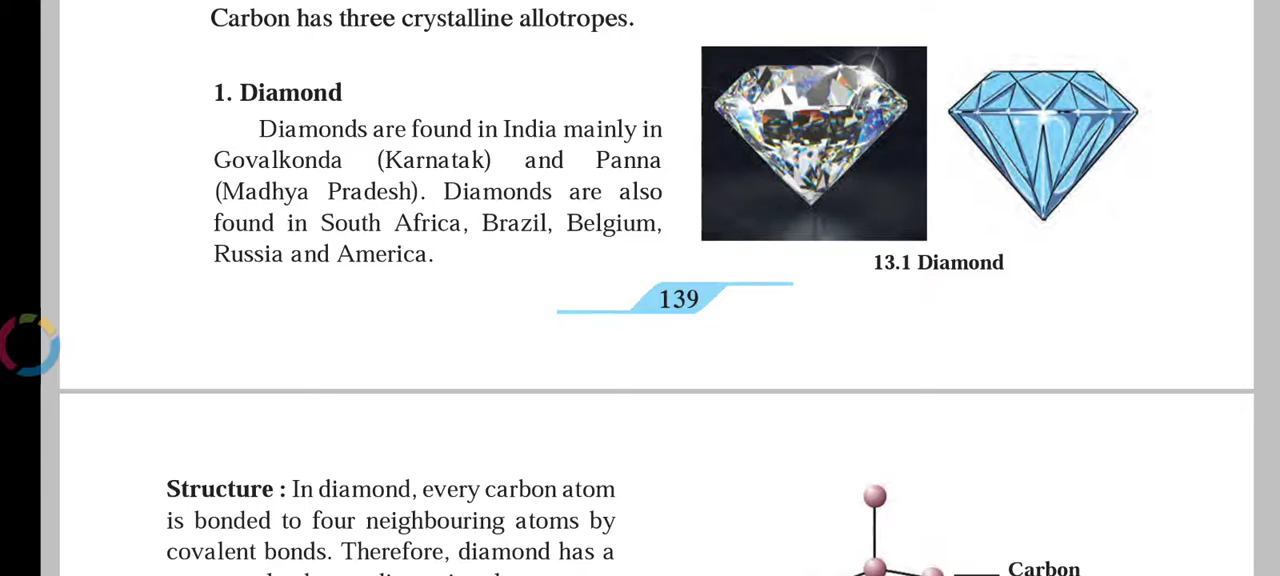 Carbon has three crystalline allotropes.
1. Diamond
Diamonds are found in India mainly in
Govalkonda (Karnatak) and Panna
(Madhya Pradesh). Diamonds are also
found in South Africa, Brazil, Belgium,
Russia and America.
13.1 Diamond
139
Structure : In diamond, every carbon atom
is bonded to four neighbouring atoms by
covalent bonds. Therefore, diamond has a
Carbon